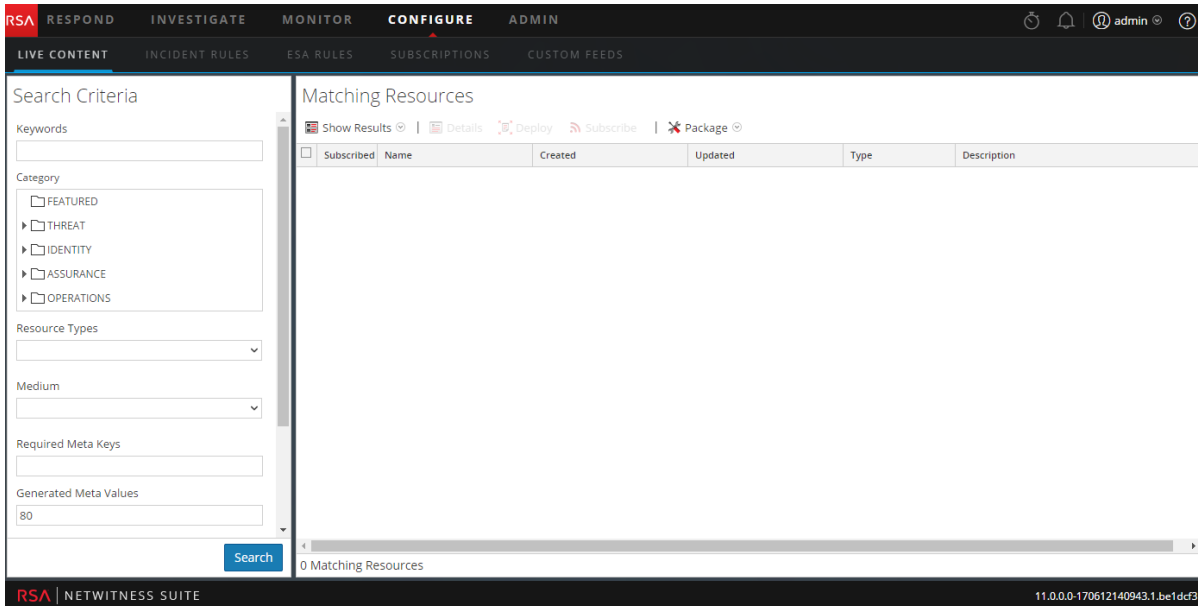 RSA RESPOND INVESTIGATE MONITOR CONFIGURE ADMIN admin ?
LIVE CONTENT INCIDENT RULES ESA RULES SUBSCRIPTIONS CUSTOM FEEDS
Search Criteria
Keywords
Category
FEATURED
THREAT
IDENTITY
ASSURANCE
OPERATIONS
Resource Types
Medium
Required Meta Keys
Generated Meta Values
80
Search
Matching Resources
Show Results | Details Deploy Subscribe | Package
Subscribed Name Created Updated Type Description
0 Matching Resources
RSA | NETWITNESS SUITE
11.0.0.0-170612140943.1.be1dcf3